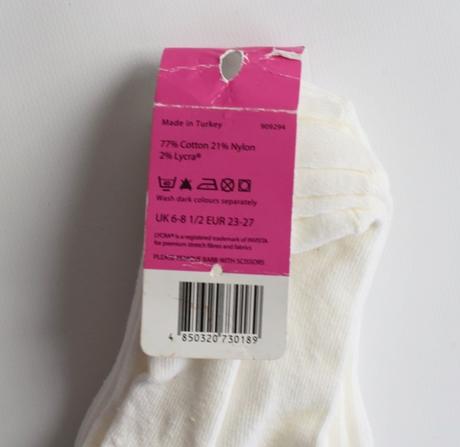 Made in Turkey 909294
77% Cotton 21% Nylon
2% Lycra®
Wash dark colours separately
UK 6-8 1/2 EUR 23-27
LYCRA® is a registered trademark of INVISTA
for premium stretch fibres and fabrics
PLEASE REMOVE BARB WITH SCISSORS
4 850320 730189